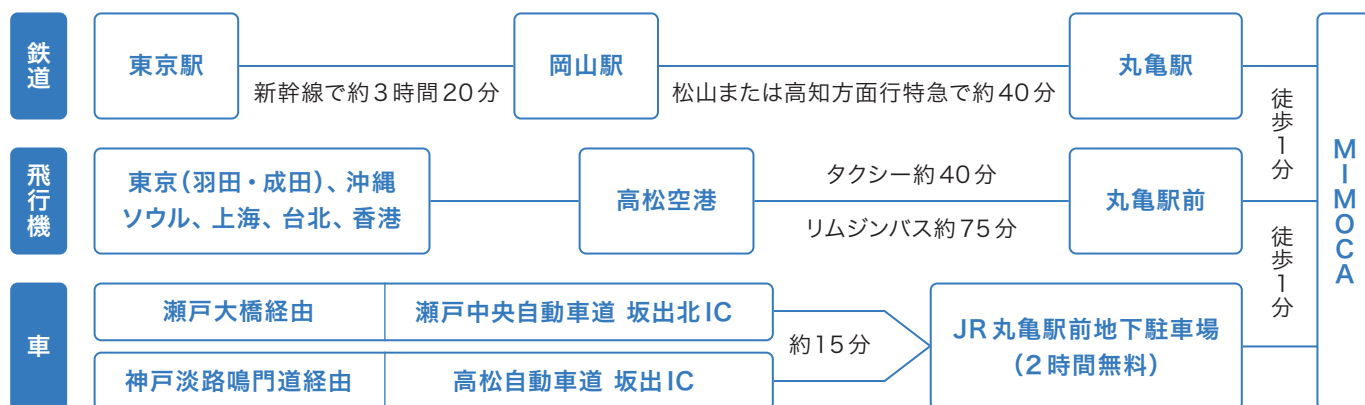 鉄道
東京駅
新幹線で約3時間20分
岡山駅
松山または高知方面行特急で約40分
丸亀駅
徒歩1分
飛行機
東京(羽田・成田)、沖縄
ソウル、上海、台北、香港
高松空港
タクシー約40分
リムジンバス約75分
丸亀駅前
徒歩1分
車
瀬戸大橋経由
瀬戸中央自動車道 坂出北IC
神戸淡路鳴門道経由
高松自動車道 坂出IC
約15分
JR丸亀駅前地下駐車場
(2時間無料)
MIMOCA